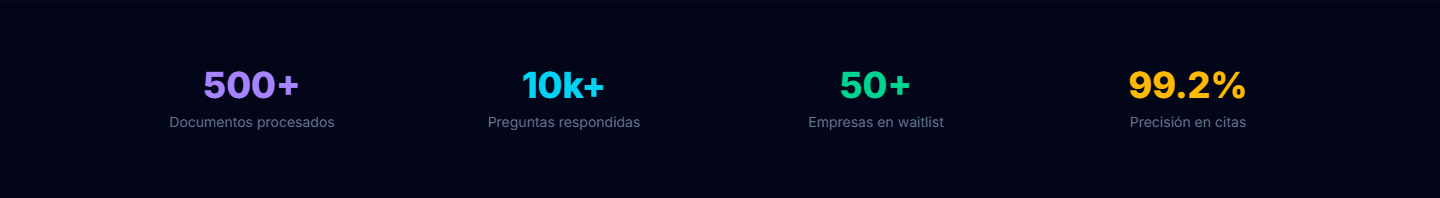 500+ 10k+ 50+ 99.2%
Documentos procesados Preguntas respondidas Empresas en waitlist Precisión en citas